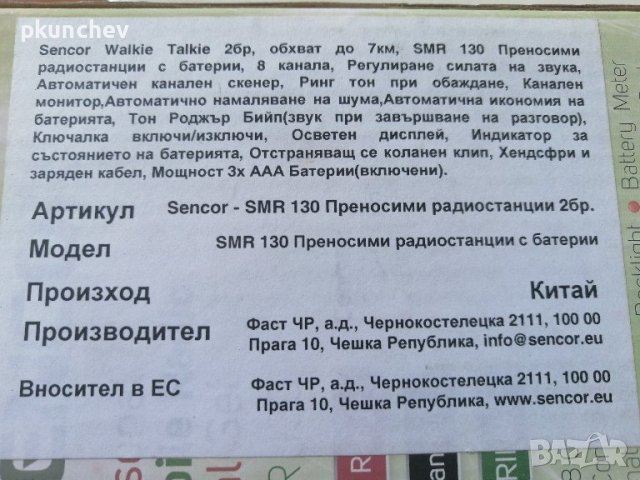 pkunchev
Sencor Walkie Talkie 2бр, обхват до 7км, SMR 130 Преносими
радиостанции с батерии, 8 канала, Регулиране силата на звука,
Автоматичен канален скенер, Ринг тон при обаждане, Канален
монитор,Автоматично намаляване на шума,Автоматична икономия на
батерията, Тон Роджър Бийп(звук при завършване на разговор),
Ключалка включи/изключи, Осветен дисплей, Индикатор за
състоянието на батерията, Отстраняващ се коланен клип, Хендсфри и
заряден кабел, Мощност 3х ААА Батерии(включени).
Артикул Sencor - SMR 130 Преносими радиостанции 2бр.
Модел SMR 130 Преносими радиостанции с батерии
Произход Китай
Производител Фаст ЧР, а.д., Чернокостелецка 2111, 100 00
Прага 10, Чешка Република, info@sencor.eu
Вносител в ЕС Фаст ЧР, а.д., Чернокостелецка 2111, 100 00
Прага 10, Чешка Република, www.sencor.eu
Backlight • Battery Meter
BAZAR